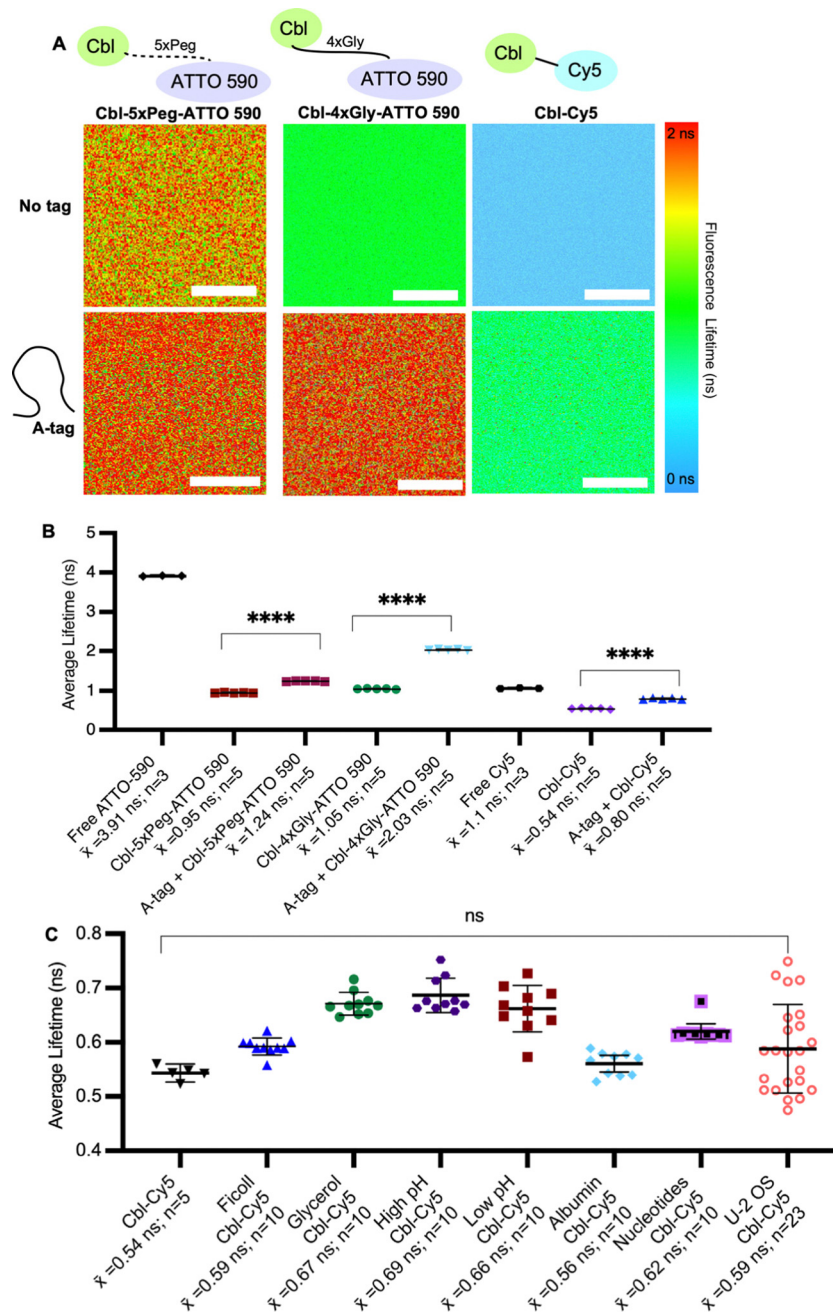 A
Cbl
5xPeg
ATTO 590
Cbl-5xPeg-ATTO 590
Cbl
4xGly
ATTO 590
Cbl-4xGly-ATTO 590
Cbl
Cy5
Cbl-Cy5
No tag
A-tag
2 ns
Fluorescence Lifetime (ns)
0 ns
B
Average Lifetime (ns)
5
4
3
2
1
0
****
****
****
Free ATTO-590
x̄ =3.91 ns; n=3
Cbl-5xPeg-ATTO 590
x̄ =0.95 ns; n=5
A-tag + Cbl-5xPeg-ATTO 590
x̄ =1.24 ns; n=5
Cbl-4xGly-ATTO 590
x̄ =1.05 ns; n=5
A-tag + Cbl-4xGly-ATTO 590
x̄ =2.03 ns; n=5
Free Cy5
x̄ =1.1 ns; n=3
Cbl-Cy5
x̄ =0.54 ns; n=5
A-tag + Cbl-Cy5
x̄ =0.80 ns; n=5
C
ns
Average Lifetime (ns)
0.8
0.7
0.6
0.5
0.4
Cbl-Cy5
x̄ =0.54 ns; n=5
Ficoll
Cbl-Cy5
x̄ =0.59 ns; n=10
Glycerol
Cbl-Cy5
x̄ =0.67 ns; n=10
High pH
Cbl-Cy5
x̄ =0.69 ns; n=10
Low pH
Cbl-Cy5
x̄ =0.66 ns; n=10
Albumin
Cbl-Cy5
x̄ =0.56 ns; n=10
Nucleotides
Cbl-Cy5
x̄ =0.62 ns; n=10
U-2 OS
Cbl-Cy5
x̄ =0.59 ns; n=23